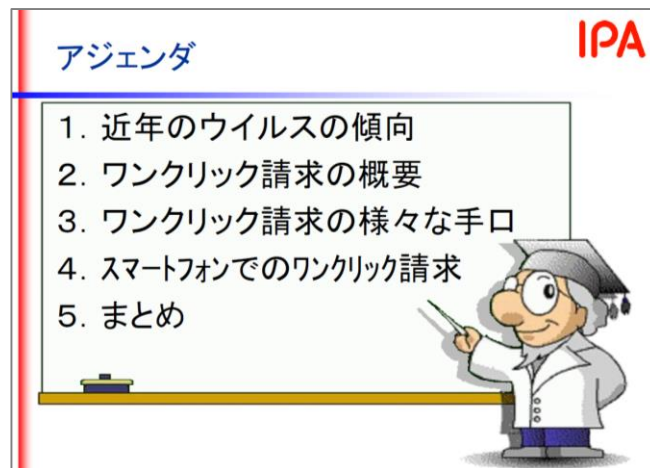 アジェンダ
IPA
1. 近年のウイルスの傾向
2. ワンクリック請求の概要
3. ワンクリック請求の様々な手口
4. スマートフォンでのワンクリック請求
5. まとめ